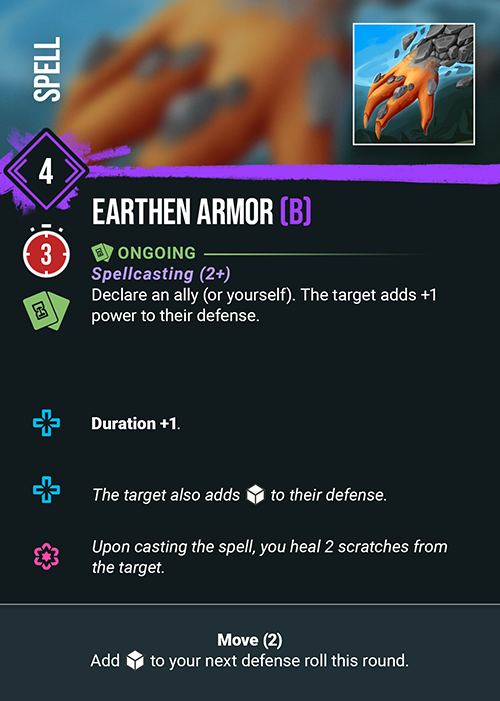 SPELL
4
EARTHEN ARMOR (B)
3
ONGOING
Spellcasting (2+)
Declare an ally (or yourself). The target adds +1
power to their defense.
Duration +1.
The target also adds to their defense.
Upon casting the spell, you heal 2 scratches from
the target.
Move (2)
Add to your next defense roll this round.